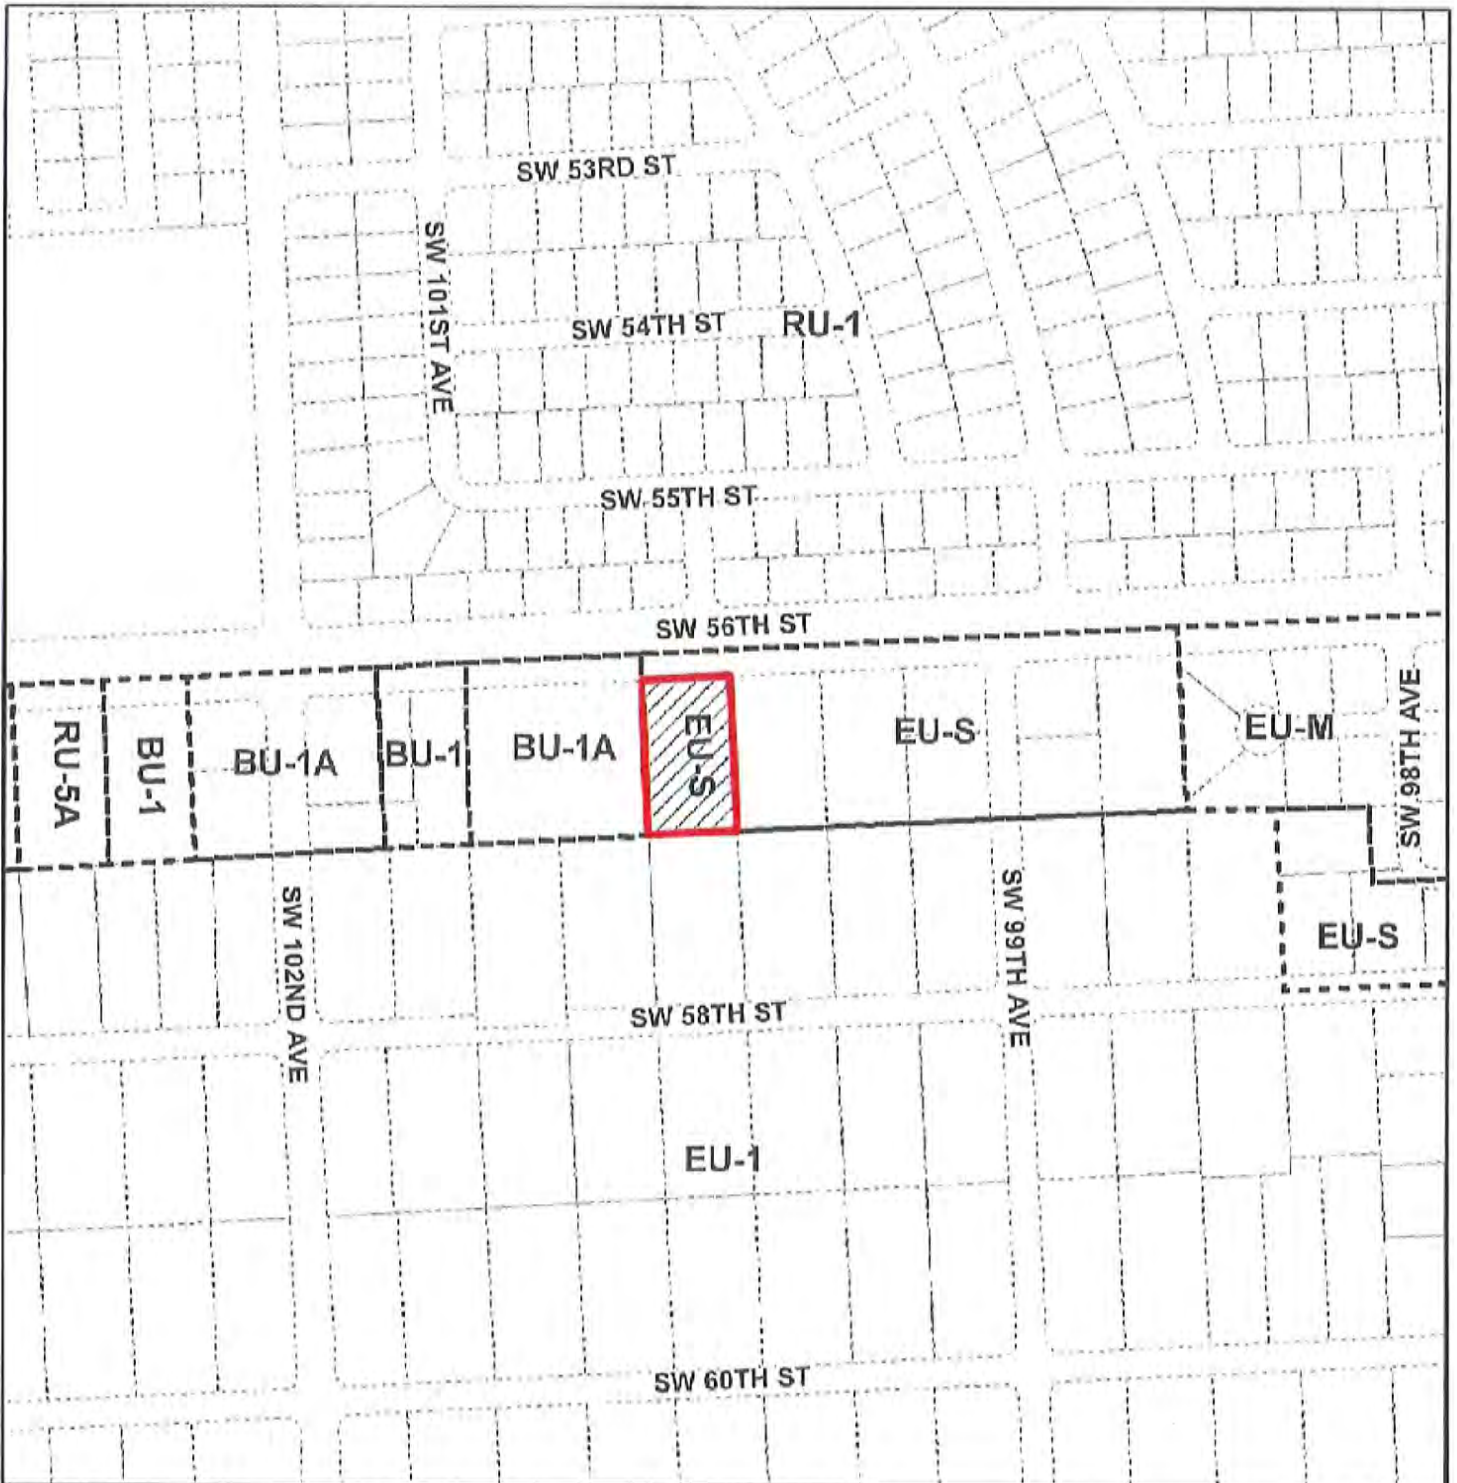 SW 53RD ST
SW 101ST AVE
SW 54TH ST
RU-1
SW 55TH ST
SW 56TH ST
RU-5A
BU-1
BU-1A
BU-1
BU-1A
EU-S
EU-S
EU-M
SW 98TH AVE
SW 102ND AVE
SW 99TH AVE
EU-S
SW 58TH ST
EU-1
SW 60TH ST